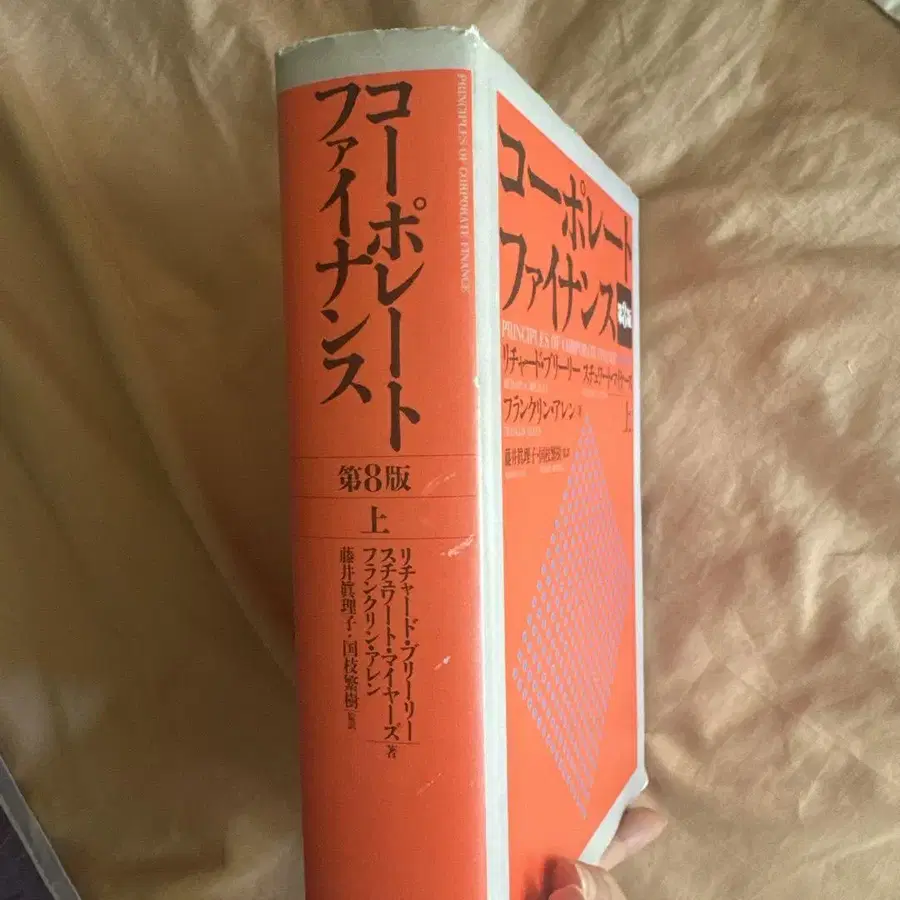 コーポレート
ファイナンス
PRINCIPLES OF CORPORATE FINANCE
第8版
上
リチャード・ブリーリー
スチュワート・マイヤーズ
フランクリン・アレン
著
藤井眞理子・国枝繁樹
監訳
コーポレート
ファイナンス
第8版
PRINCIPLES OF CORPORATE
リチャード・ブリーリー スチュワート・マイヤーズ
フランクリン・アレン 著
上
藤井眞理子・国枝繁樹 監訳